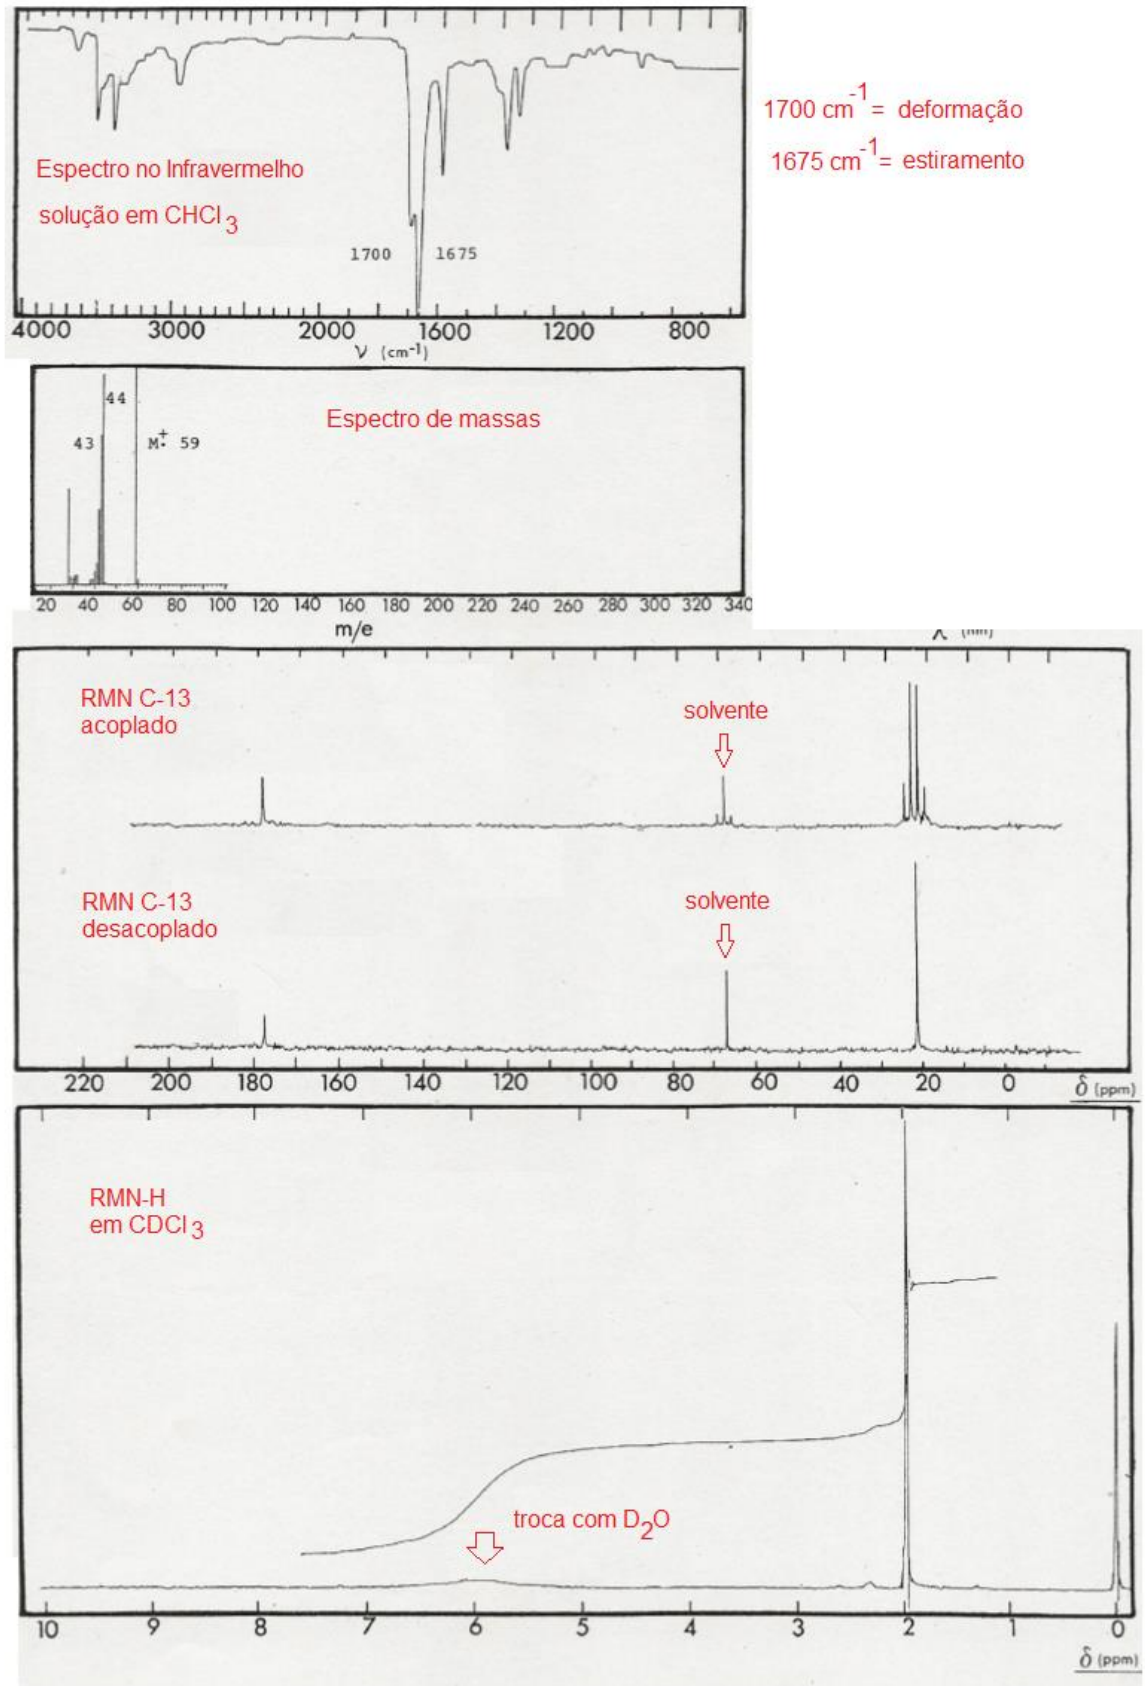 1700 cm-1 = deformação
1675 cm-1 = estiramento
Espectro no Infravermelho
solução em CHCl3
1700 1675
4000 3000 2000 1600 1200 800
ν (cm-1)
44
43 M+. 59
Espectro de massas
20 40 60 80 100 120 140 160 180 200 220 240 260 280 300 320 340
m/e
RMN C-13
acoplado
solvente
RMN C-13
desacoplado
solvente
220 200 180 160 140 120 100 80 60 40 20 0 δ (ppm)
RMN-H
em CDCl3
troca com D2O
10 9 8 7 6 5 4 3 2 1 0
δ (ppm)